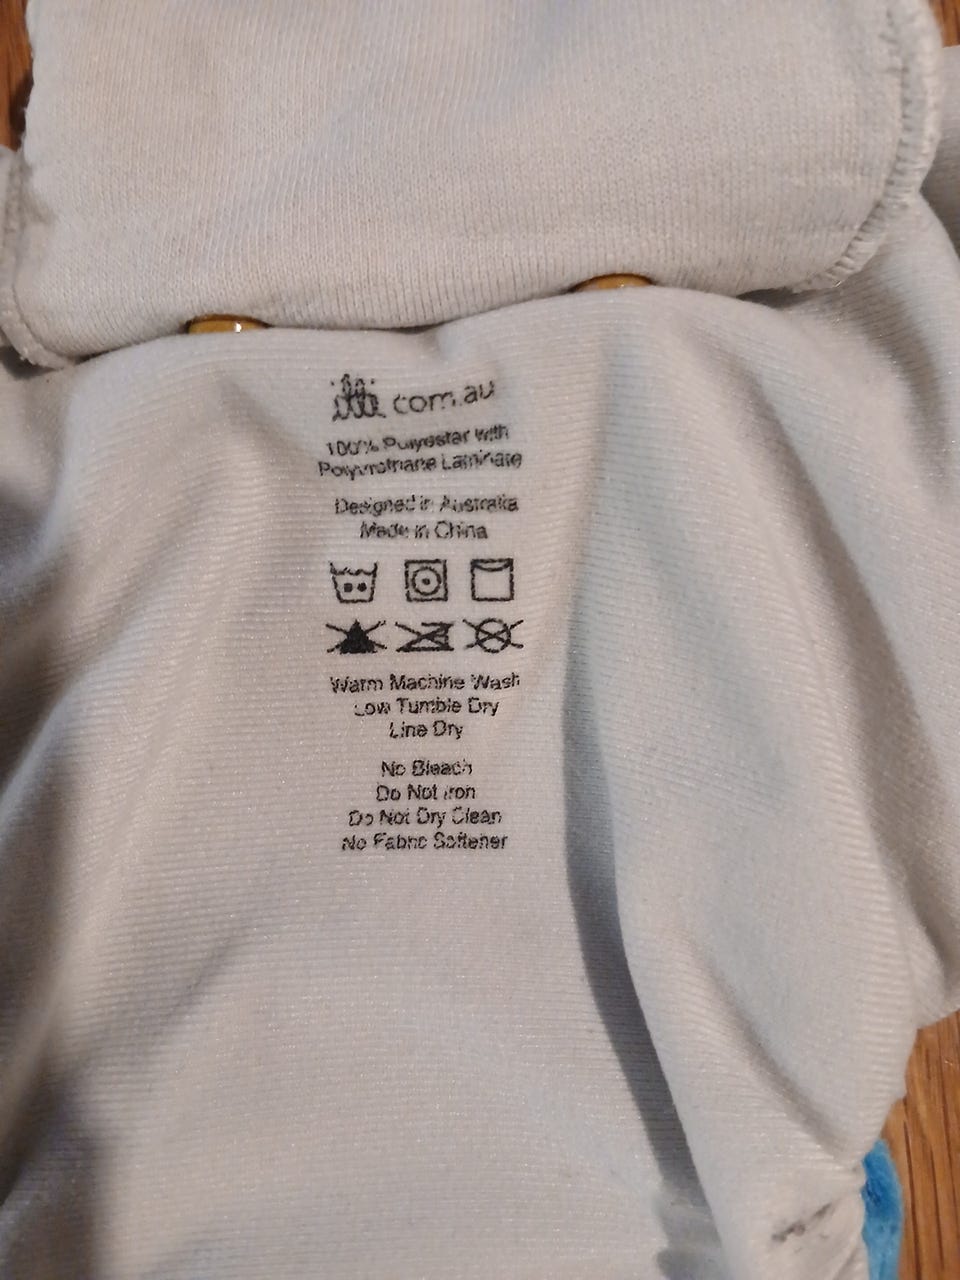 itti.com.au
100% Polyester with
Polyurethane Laminate
Designed in Australia
Made in China
Warm Machine Wash
Low Tumble Dry
Line Dry
No Bleach
Do Not Iron
Do Not Dry Clean
No Fabric Softener